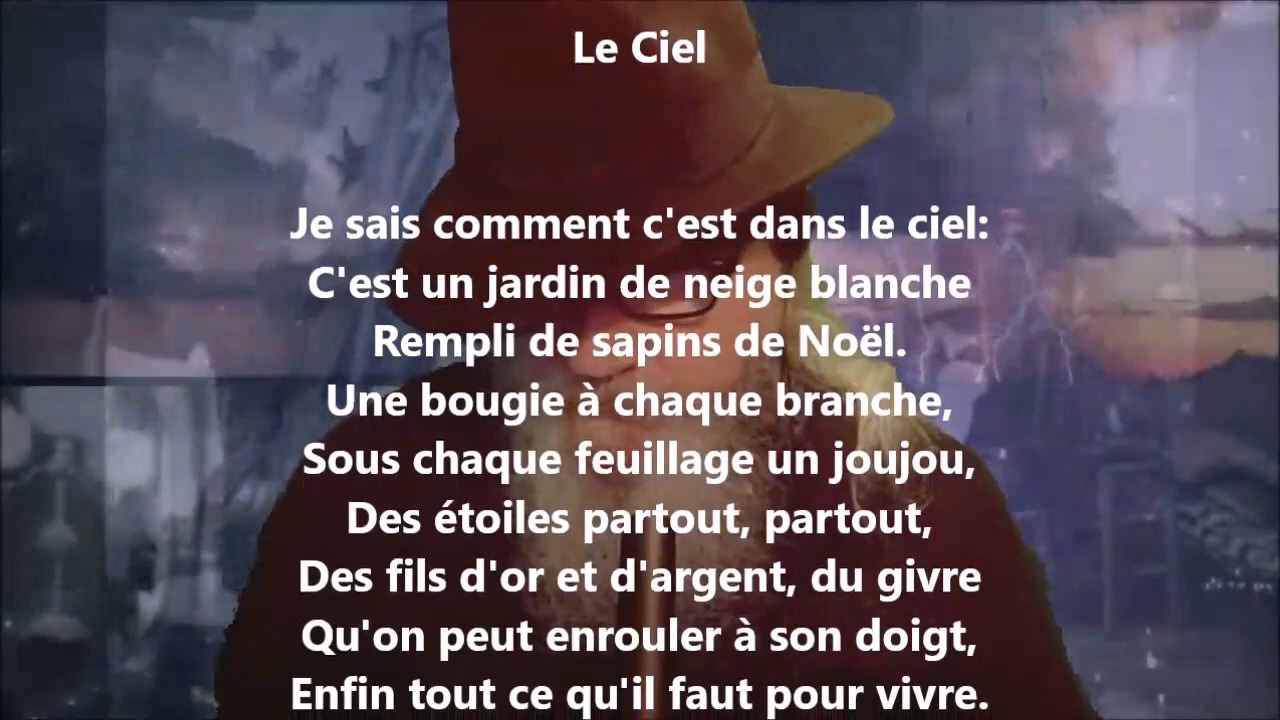 Le Ciel
Je sais comment c'est dans le ciel:
C'est un jardin de neige blanche
Rempli de sapins de Noël.
Une bougie à chaque branche,
Sous chaque feuillage un joujou,
Des étoiles partout, partout,
Des fils d'or et d'argent, du givre
Qu'on peut enrouler à son doigt,
Enfin tout ce qu'il faut pour vivre.